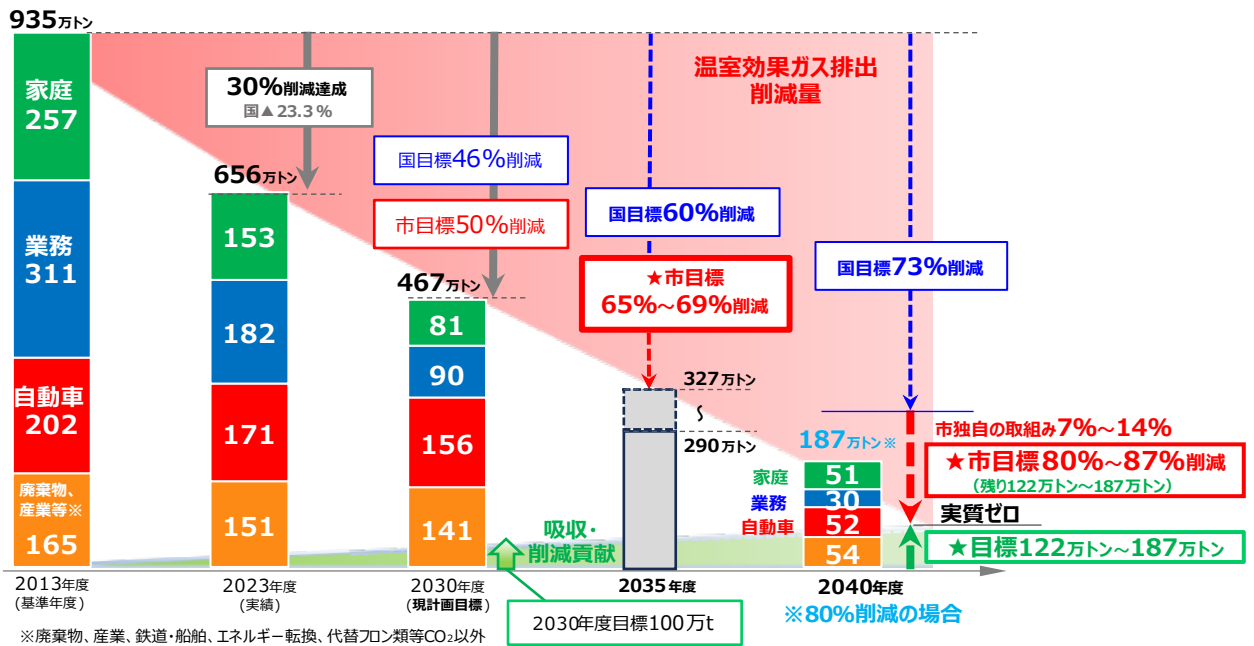 935万トン
家庭
257
業務
311
自動車
202
廃棄物、
産業等※
165
2013年度
(基準年度)
30%削減達成
国▲23.3%
656万トン
153
182
171
151
2023年度
(実績)
国目標46%削減
市目標50%削減
467万トン
81
90
156
141
2030年度
(現計画目標)
吸収・
削減貢献
2030年度目標100万t
温室効果ガス排出
削減量
国目標60%削減
★市目標
65%～69%削減
327万トン
～
290万トン
2035年度
国目標73%削減
187万トン※
家庭
51
業務
30
自動車
52
54
2040年度
※80%削減の場合
市独自の取組み7%～14%
★市目標80%～87%削減
(残り122万トン～187万トン)
実質ゼロ
★目標122万トン～187万トン
※廃棄物、産業、鉄道・船舶、エネルギー転換、代替フロン類等CO₂以外